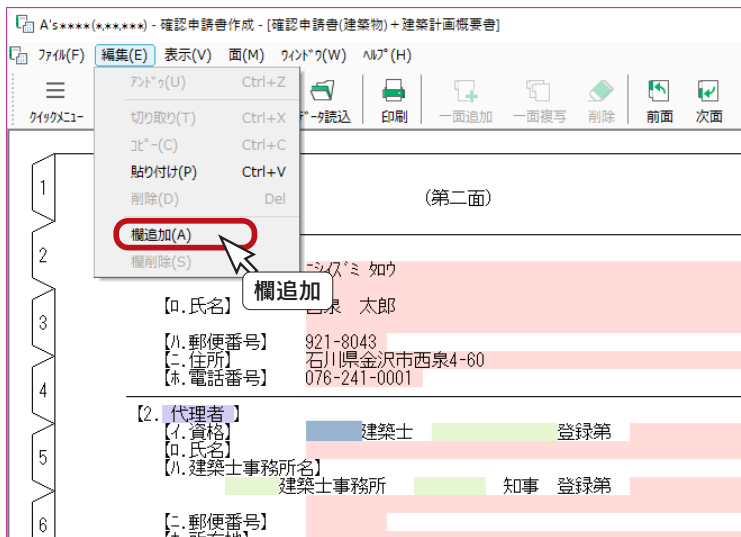 A's****(*,**,***) - 確認申請書作成 - [確認申請書(建築物)+建築計画概要書]
ファイル(F) 編集(E) 表示(V) 面(M) ウィンドウ(W) ヘルプ(H)
クイックメニュー データ読込 印刷 一面追加 一面複写 削除 前面 次面
アンドゥ(U) Ctrl+Z
切り取り(T) Ctrl+X
コピー(C) Ctrl+C
貼り付け(P) Ctrl+V
削除(D) Del
欄追加(A)
欄削除(S)
欄追加
(第二面)
1
2
3
4
5
6
ニシイズミ タロウ
【ロ.氏名】 西泉 太郎
【ハ.郵便番号】 921-8043
【ニ.住所】 石川県金沢市西泉4-60
【ホ.電話番号】 076-241-0001
【2. 代理者 】
【イ.資格】 建築士 登録第
【ロ.氏名】
【ハ.建築士事務所名】
建築士事務所 知事 登録第
【ニ.郵便番号】
【ホ.所在地】